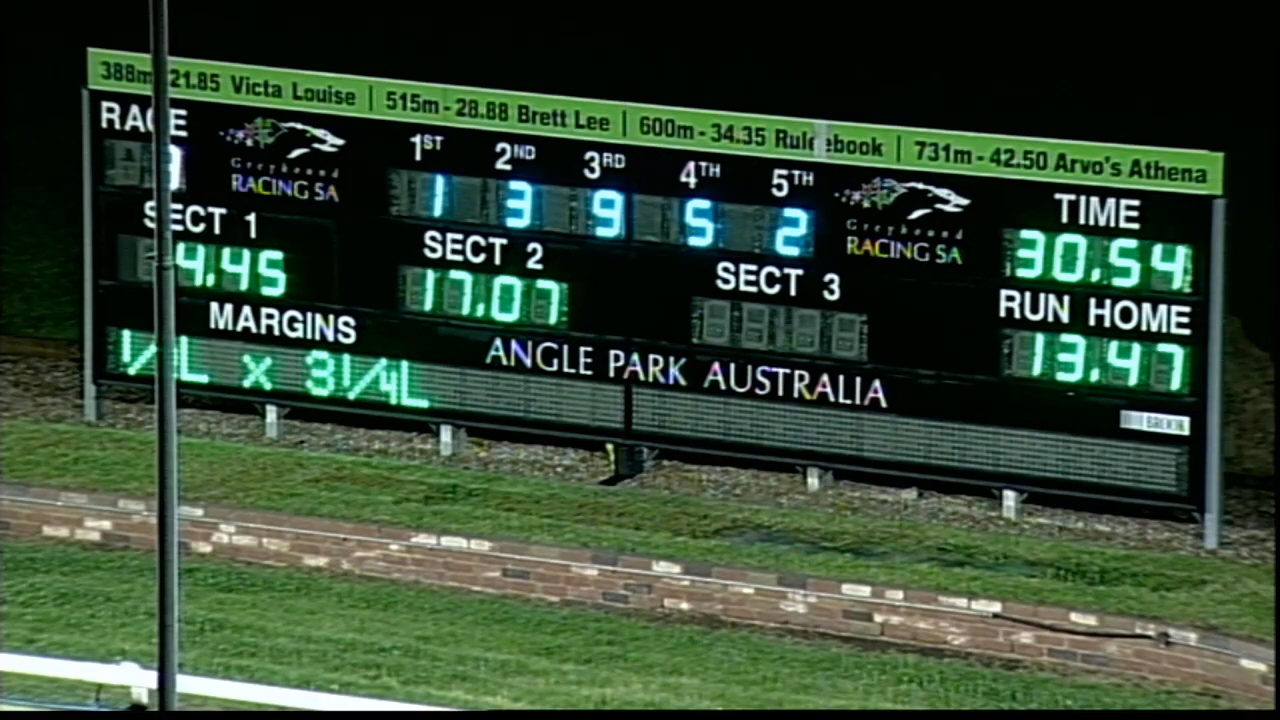 388m 21.85 Victa Louise | 515m - 28.88 Brett Lee | 600m - 34.35 Rulebook | 731m - 42.50 Arvo's Athena
RACE
Greyhound
RACING SA
1ST 2ND 3RD 4TH 5TH
1 3 9 5 2
Greyhound
RACING SA
TIME
30.54
SECT 1
4.45
SECT 2
17.07
SECT 3
RUN HOME
13.47
MARGINS
1/2L x 3 1/4L
ANGLE PARK AUSTRALIA